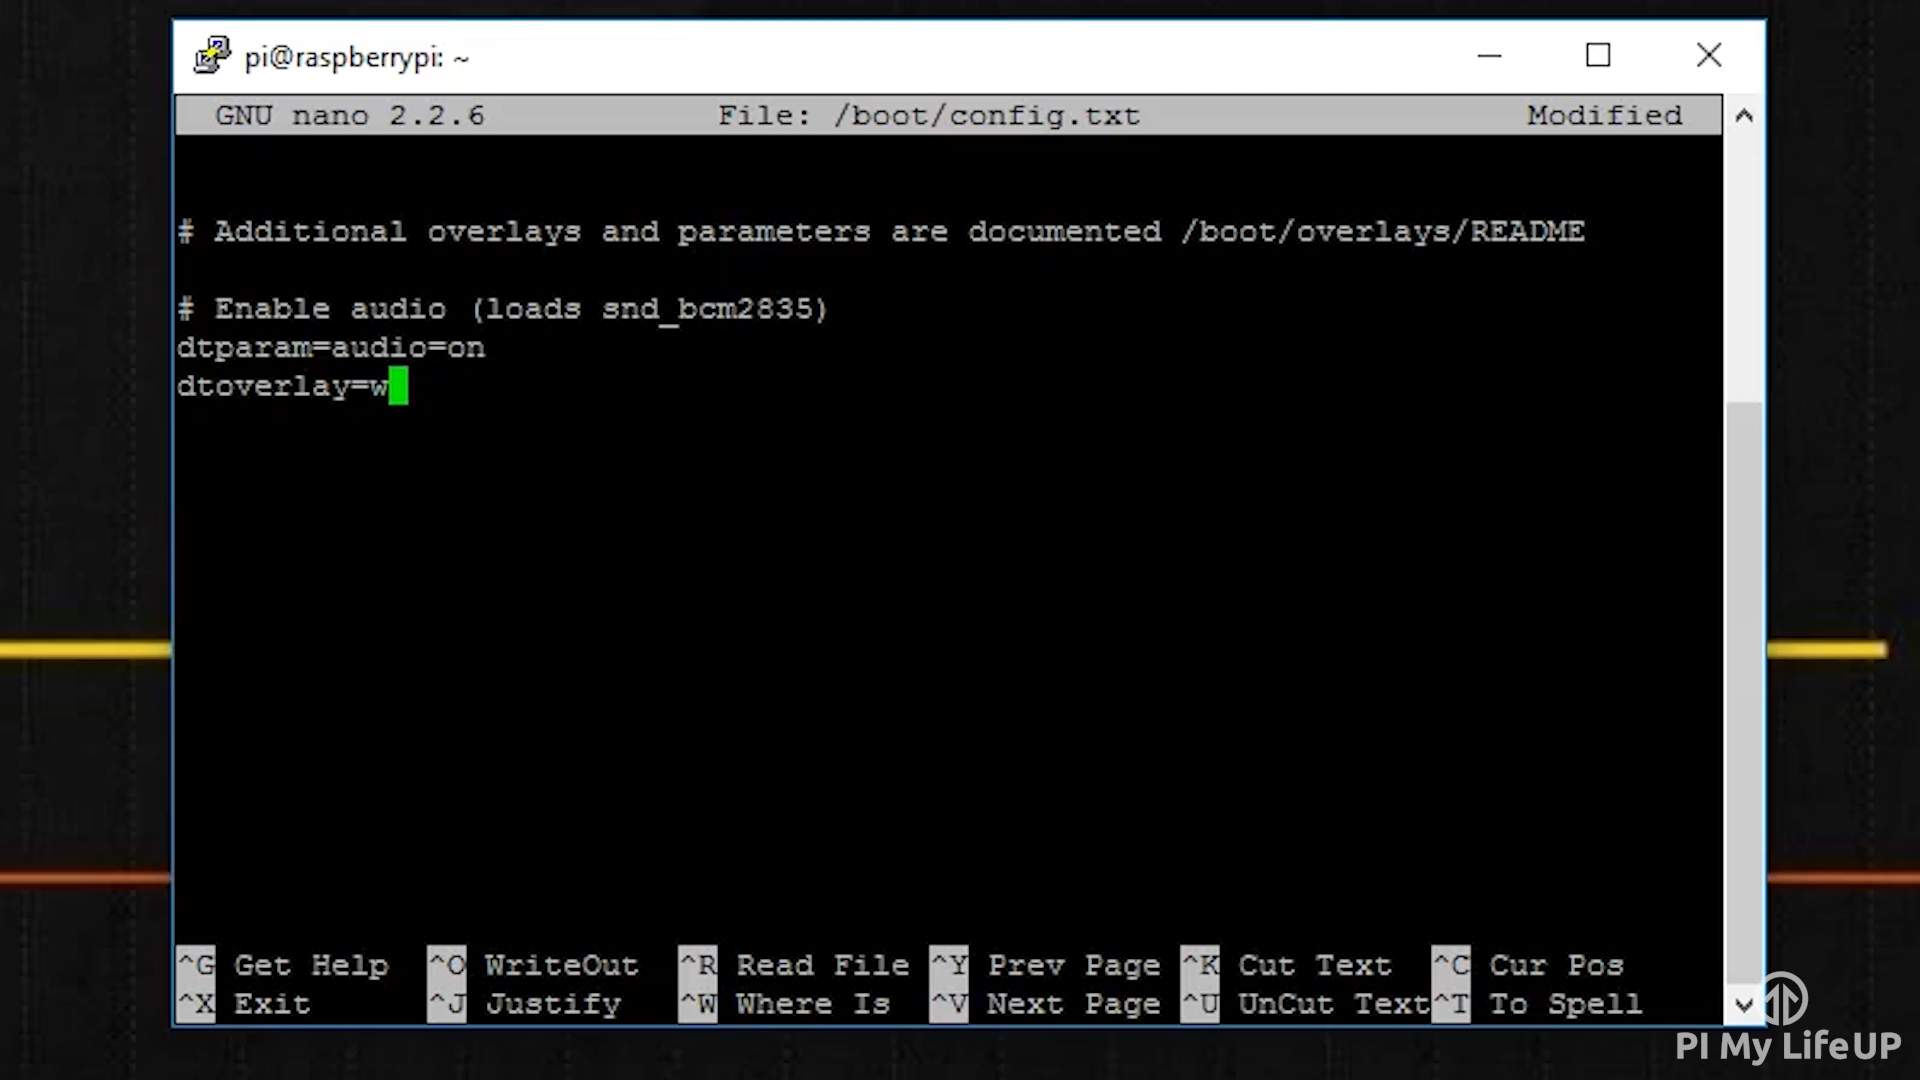 pi@raspberrypi: ~
GNU nano 2.2.6 File: /boot/config.txt Modified
# Additional overlays and parameters are documented /boot/overlays/README
# Enable audio (loads snd_bcm2835)
dtparam=audio=on
dtoverlay=w
^G Get Help ^O WriteOut ^R Read File ^Y Prev Page ^K Cut Text ^C Cur Pos
^X Exit ^J Justify ^W Where Is ^V Next Page ^U UnCut Text ^T To Spell
PI My LifeUP